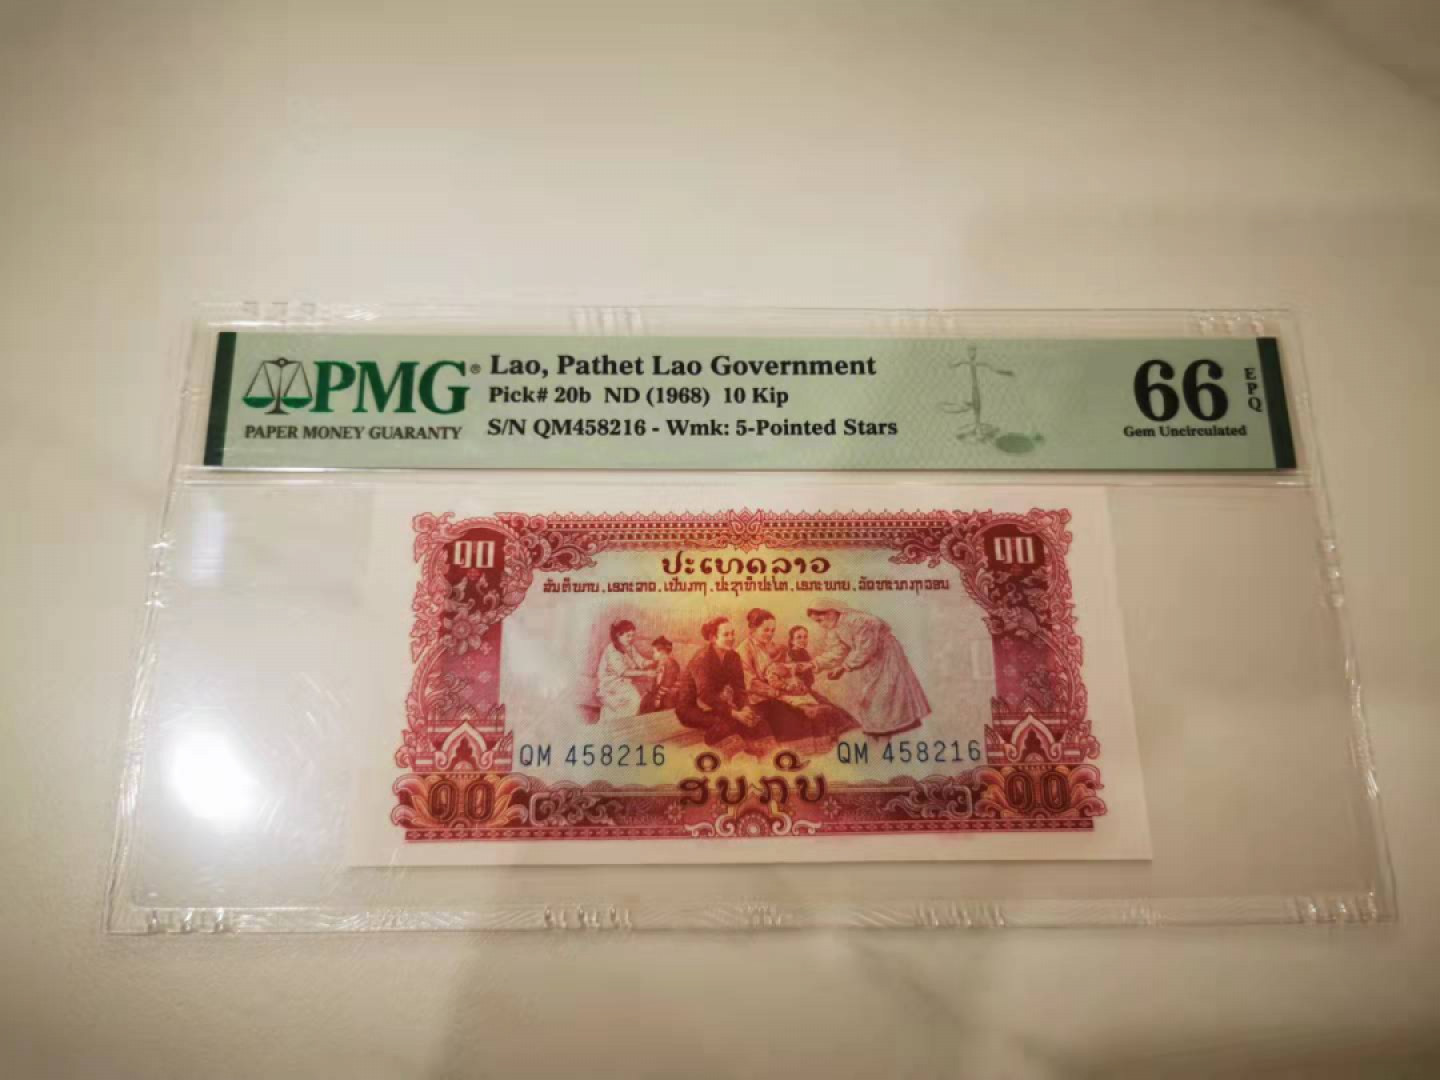 PMG®
PAPER MONEY GUARANTY
Lao, Pathet Lao Government
Pick# 20b ND (1968) 10 Kip
S/N QM458216 - Wmk: 5-Pointed Stars
66 EPQ
Gem Uncirculated
໑໐ ໑໐
ປະເທດລາວ
QM 458216 QM 458216
ສິບກີບ
໑໐ ໑໐